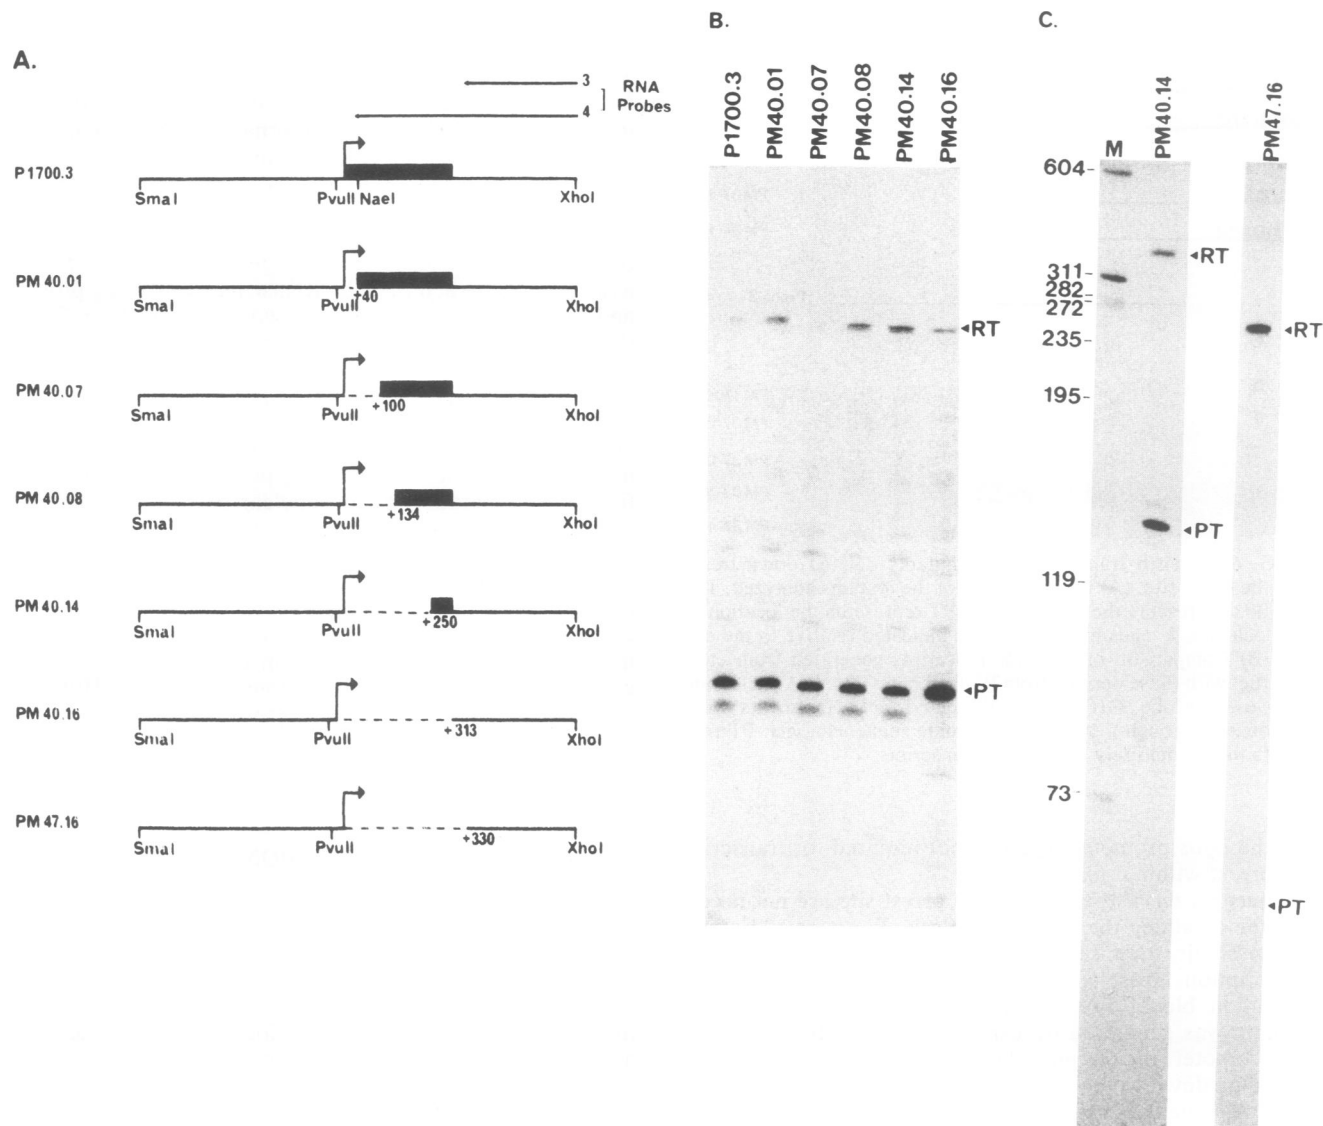 A.
3
RNA
Probes
4
P1700.3
SmaI
PvuII NaeI
XhoI
PM 40.01
+40
SmaI
PvuII
XhoI
PM 40.07
+100
SmaI
PvuII
XhoI
PM 40.08
+134
SmaI
PvuII
XhoI
PM 40.14
+250
SmaI
PvuII
XhoI
PM 40.16
+313
SmaI
PvuII
XhoI
PM 47.16
+330
SmaI
PvuII
XhoI
B.
P1700.3
PM40.01
PM40.07
PM40.08
PM40.14
PM40.16
RT
PT
C.
M
PM40.14
PM47.16
604-
311-
282-
272-
235-
195-
119-
73-
RT
PT
RT
PT